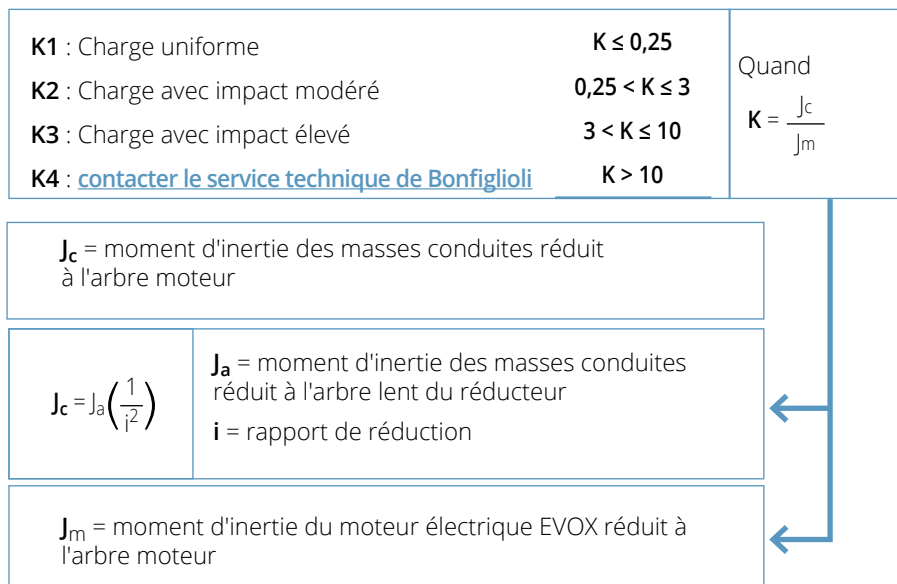 K1 : Charge uniforme K ≤ 0,25
K2 : Charge avec impact modéré 0,25 < K ≤ 3
K3 : Charge avec impact élevé 3 < K ≤ 10
K4 : contacter le service technique de Bonfiglioli K > 10
Quand
K = Jc / Jm
Jc = moment d'inertie des masses conduites réduit
à l'arbre moteur
Jc = Ja(1/i²)
Ja = moment d'inertie des masses conduites
réduit à l'arbre lent du réducteur
i = rapport de réduction
Jm = moment d'inertie du moteur électrique EVOX réduit à
l'arbre moteur